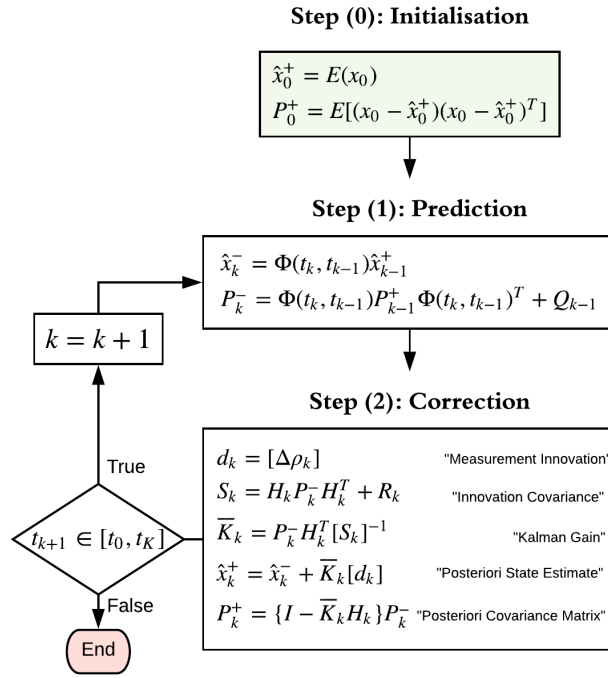 Step (0): Initialisation
x̂₀⁺ = E(x₀)
P₀⁺ = E[(x₀ − x̂₀⁺)(x₀ − x̂₀⁺)ᵀ]
Step (1): Prediction
x̂ₖ⁻ = Φ(tₖ, tₖ₋₁)x̂ₖ₋₁⁺
Pₖ⁻ = Φ(tₖ, tₖ₋₁)Pₖ₋₁⁺Φ(tₖ, tₖ₋₁)ᵀ + Qₖ₋₁
k = k + 1
Step (2): Correction
dₖ = [Δρₖ] "Measurement Innovation"
Sₖ = HₖPₖ⁻Hₖᵀ + Rₖ "Innovation Covariance"
K̅ₖ = Pₖ⁻Hₖᵀ[Sₖ]⁻¹ "Kalman Gain"
x̂ₖ⁺ = x̂ₖ⁻ + K̅ₖ[dₖ] "Posteriori State Estimate"
Pₖ⁺ = {I − K̅ₖHₖ}Pₖ⁻ "Posteriori Covariance Matrix"
True
tₖ₊₁ ∈ [t₀, t_K]
False
End